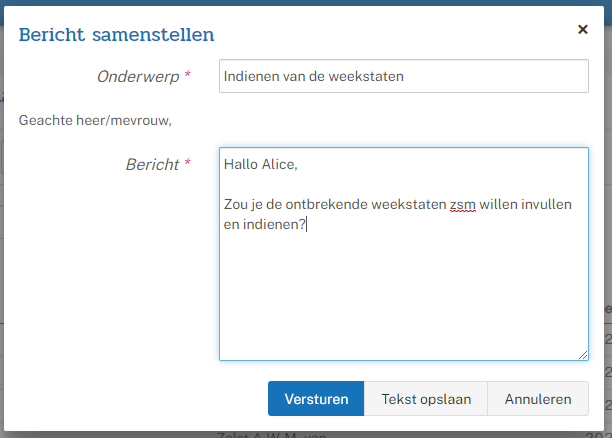 Bericht samenstellen
×
Onderwerp *
Indienen van de weekstaten
Geachte heer/mevrouw,
Bericht *
Hallo Alice,
Zou je de ontbrekende weekstaten zsm willen invullen
en indienen?
Versturen
Tekst opslaan
Annuleren